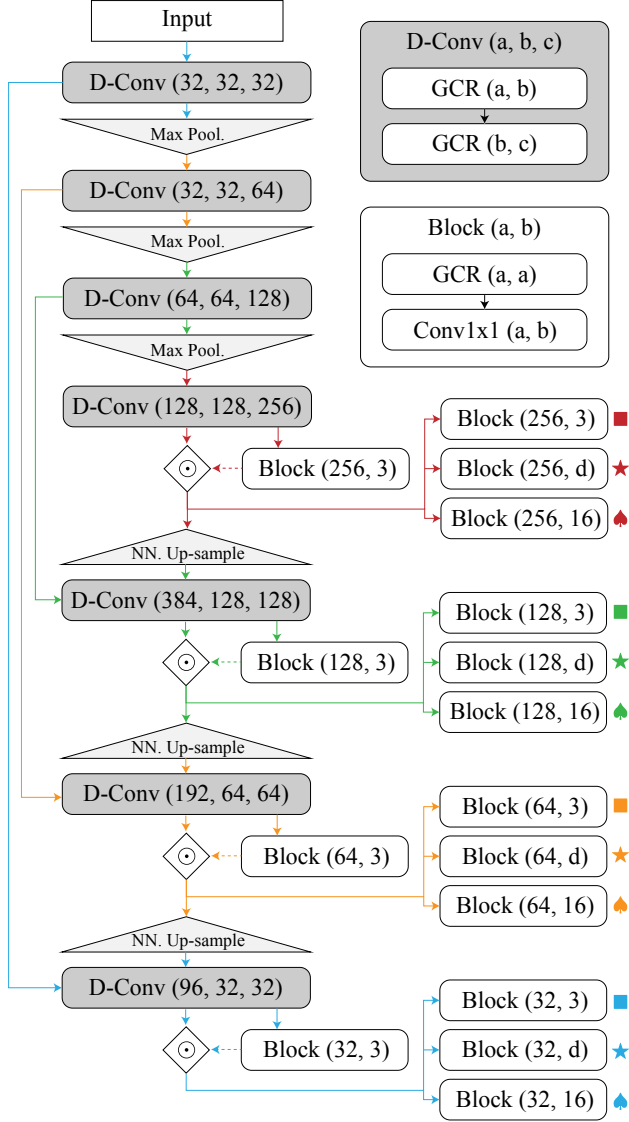 Input
D-Conv (32, 32, 32)
Max Pool.
D-Conv (32, 32, 64)
Max Pool.
D-Conv (64, 64, 128)
Max Pool.
D-Conv (128, 128, 256)
Block (256, 3)
NN. Up-sample
D-Conv (384, 128, 128)
Block (128, 3)
NN. Up-sample
D-Conv (192, 64, 64)
Block (64, 3)
NN. Up-sample
D-Conv (96, 32, 32)
Block (32, 3)
D-Conv (a, b, c)
GCR (a, b)
GCR (b, c)
Block (a, b)
GCR (a, a)
Conv1x1 (a, b)
Block (256, 3)
Block (256, d)
Block (256, 16)
Block (128, 3)
Block (128, d)
Block (128, 16)
Block (64, 3)
Block (64, d)
Block (64, 16)
Block (32, 3)
Block (32, d)
Block (32, 16)